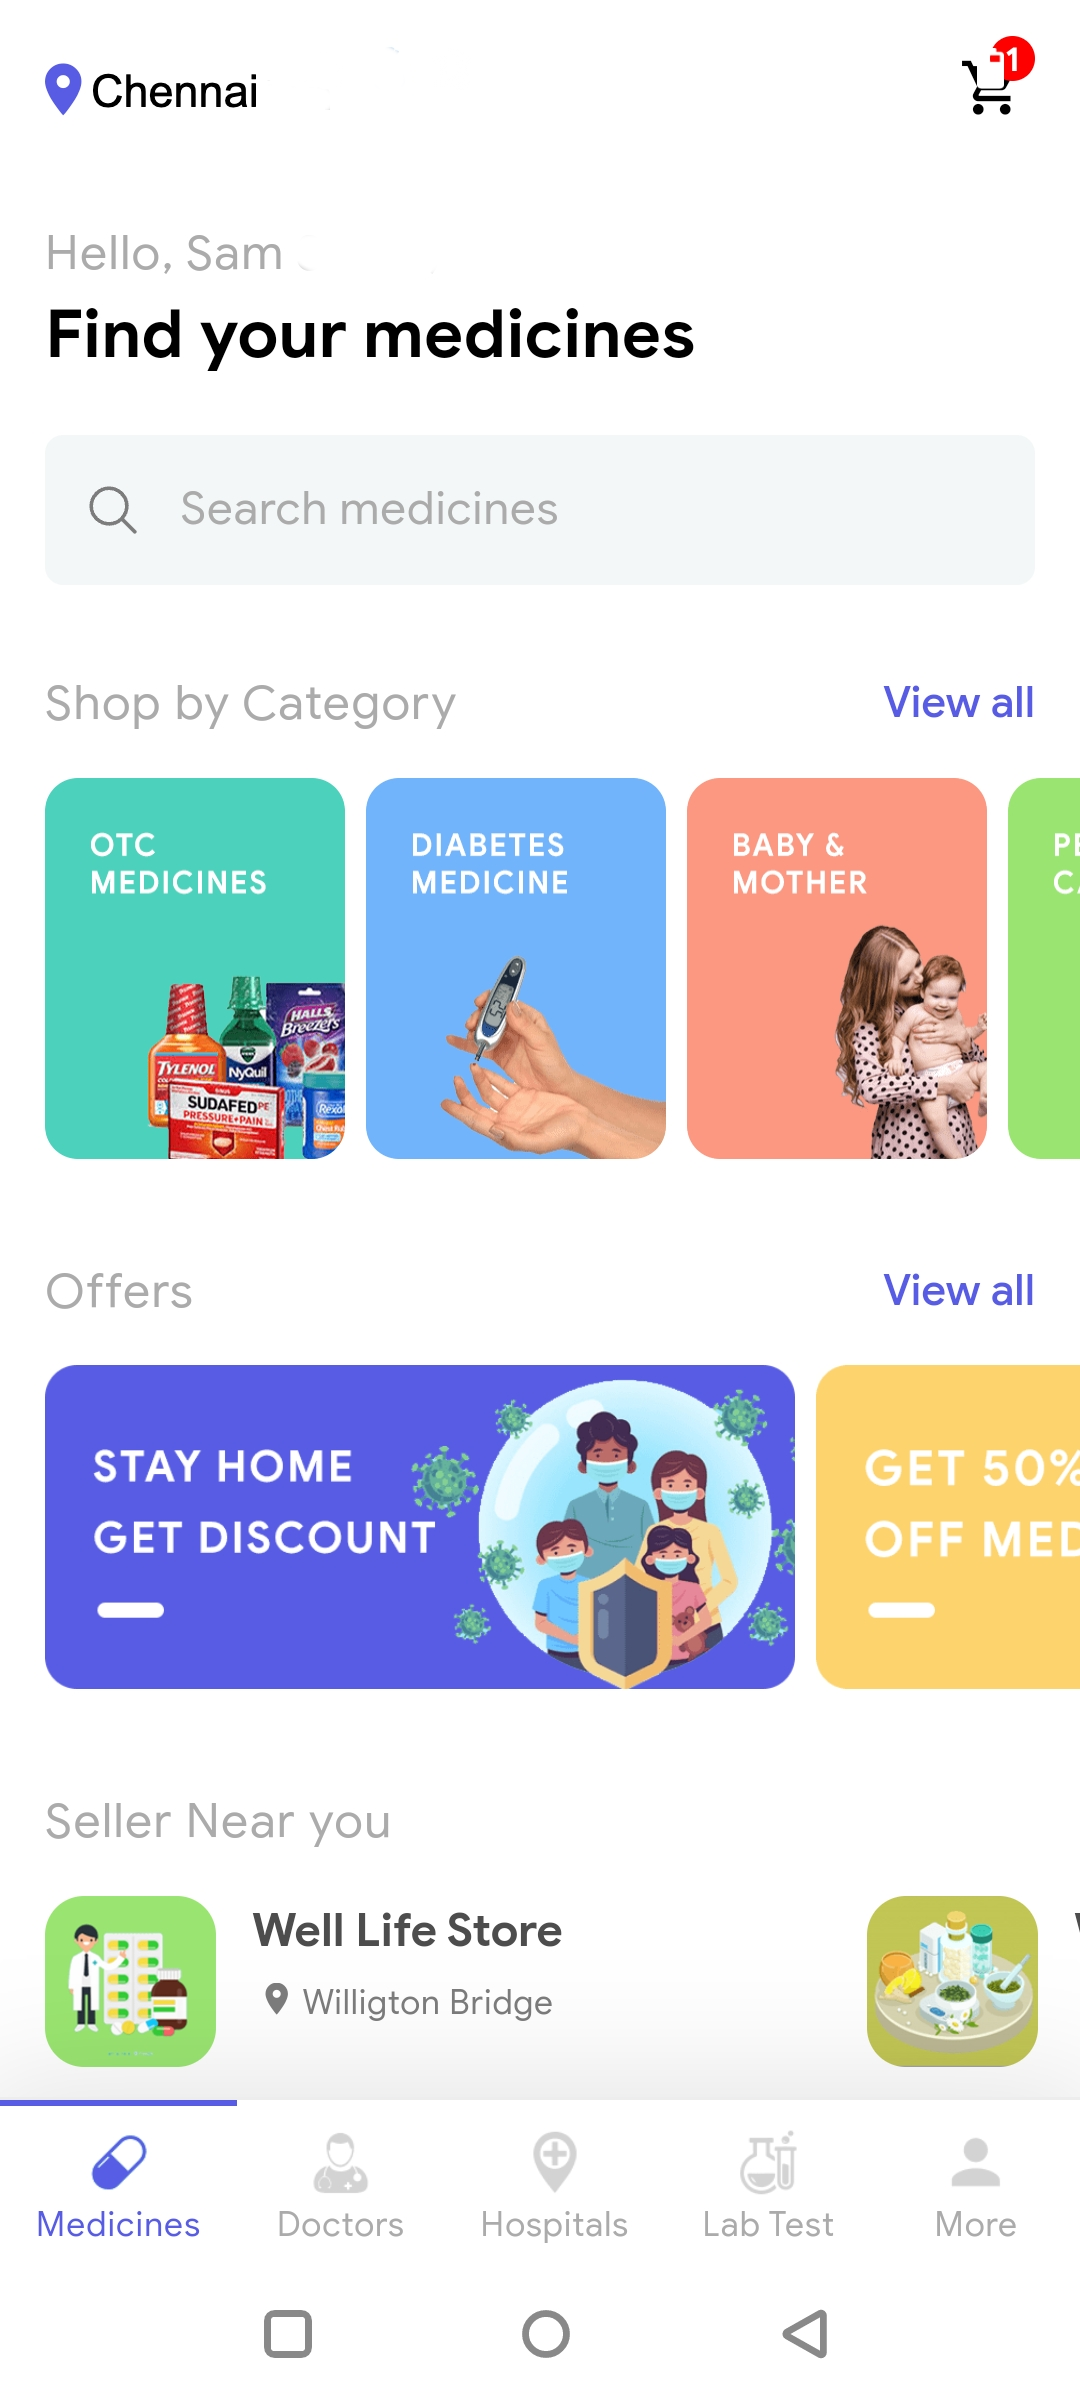 Chennai
1
Hello, Sam
Find your medicines
Search medicines
Shop by Category
View all
OTC
MEDICINES
DIABETES
MEDICINE
BABY &
MOTHER
HALLS
Breezers
TYLENOL
NyQuil
SUDAFED PE
PRESSURE+PAIN
Offers
View all
STAY HOME
GET DISCOUNT
GET 50%
OFF MED
Seller Near you
Well Life Store
Willigton Bridge
Medicines
Doctors
Hospitals
Lab Test
More